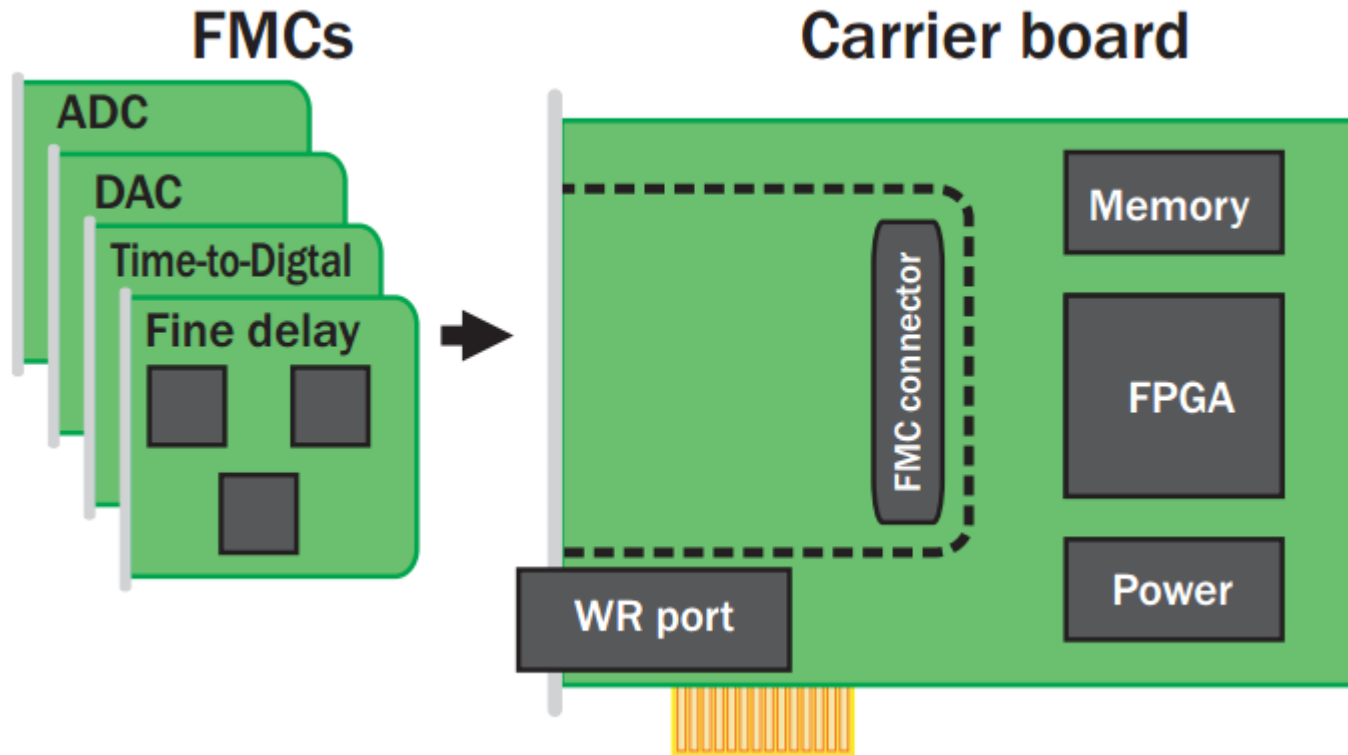 FMCs
ADC
DAC
Time-to-Digtal
Fine delay
Carrier board
Memory
FMC connector
FPGA
Power
WR port